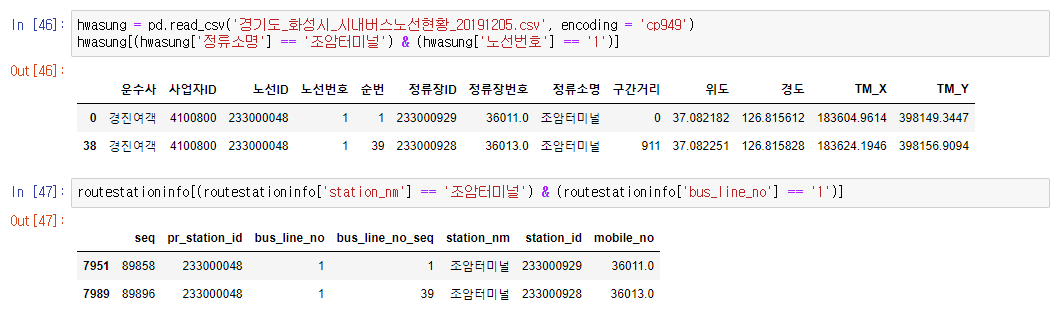 In [46]: hwasung = pd.read_csv('경기도_화성시_시내버스노선현황_20191205.csv', encoding = 'cp949')
hwasung[(hwasung['정류소명'] == '조암터미널') & (hwasung['노선번호'] == '1')]
Out[46]:
운수사 사업자ID 노선ID 노선번호 순번 정류장ID 정류장번호 정류소명 구간거리 위도 경도 TM_X TM_Y
0 경진여객 4100800 233000048 1 1 233000929 36011.0 조암터미널 0 37.082182 126.815612 183604.9614 398149.3447
38 경진여객 4100800 233000048 1 39 233000928 36013.0 조암터미널 911 37.082251 126.815828 183624.1946 398156.9094
In [47]: routestationinfo[(routestationinfo['station_nm'] == '조암터미널') & (routestationinfo['bus_line_no'] == '1')]
Out[47]:
seq pr_station_id bus_line_no bus_line_no_seq station_nm station_id mobile_no
7951 89858 233000048 1 1 조암터미널 233000929 36011.0
7989 89896 233000048 1 39 조암터미널 233000928 36013.0